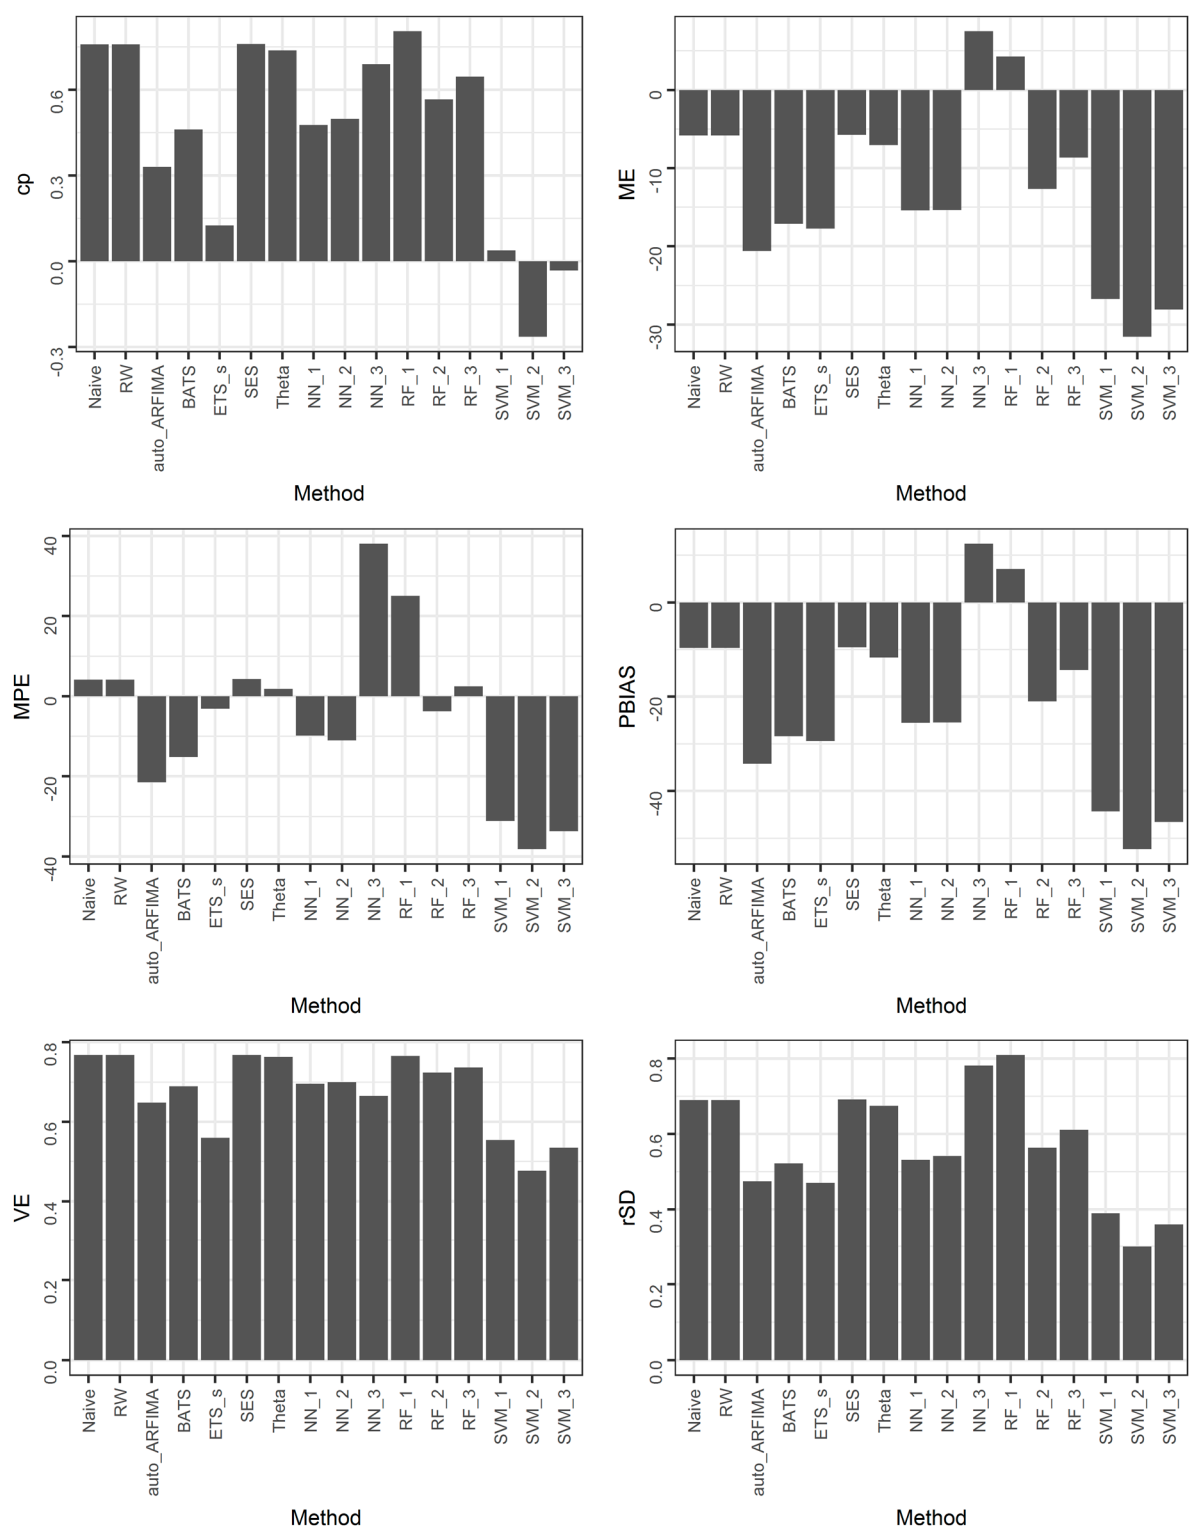 cp
0.6
0.3
0.0
-0.3
Naive
RW
auto_ARFIMA
BATS
ETS_s
SES
Theta
NN_1
NN_2
NN_3
RF_1
RF_2
RF_3
SVM_1
SVM_2
SVM_3
Method
ME
0
-10
-20
-30
Naive
RW
auto_ARFIMA
BATS
ETS_s
SES
Theta
NN_1
NN_2
NN_3
RF_1
RF_2
RF_3
SVM_1
SVM_2
SVM_3
Method
MPE
40
20
0
-20
-40
Naive
RW
auto_ARFIMA
BATS
ETS_s
SES
Theta
NN_1
NN_2
NN_3
RF_1
RF_2
RF_3
SVM_1
SVM_2
SVM_3
Method
PBIAS
0
-20
-40
Naive
RW
auto_ARFIMA
BATS
ETS_s
SES
Theta
NN_1
NN_2
NN_3
RF_1
RF_2
RF_3
SVM_1
SVM_2
SVM_3
Method
VE
0.8
0.6
0.4
0.2
0.0
Naive
RW
auto_ARFIMA
BATS
ETS_s
SES
Theta
NN_1
NN_2
NN_3
RF_1
RF_2
RF_3
SVM_1
SVM_2
SVM_3
Method
rSD
0.8
0.6
0.4
0.2
0.0
Naive
RW
auto_ARFIMA
BATS
ETS_s
SES
Theta
NN_1
NN_2
NN_3
RF_1
RF_2
RF_3
SVM_1
SVM_2
SVM_3
Method